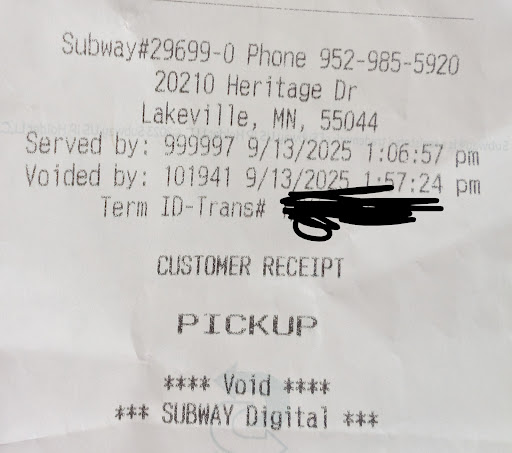 Subway#29699-0 Phone 952-985-5920
20210 Heritage Dr
Lakeville, MN, 55044
Served by: 999997 9/13/2025 1:06:57 pm
Voided by: 101941 9/13/2025 1:57:24 pm
Term ID-Trans#
CUSTOMER RECEIPT
PICKUP
**** Void ****
*** SUBWAY Digital ***